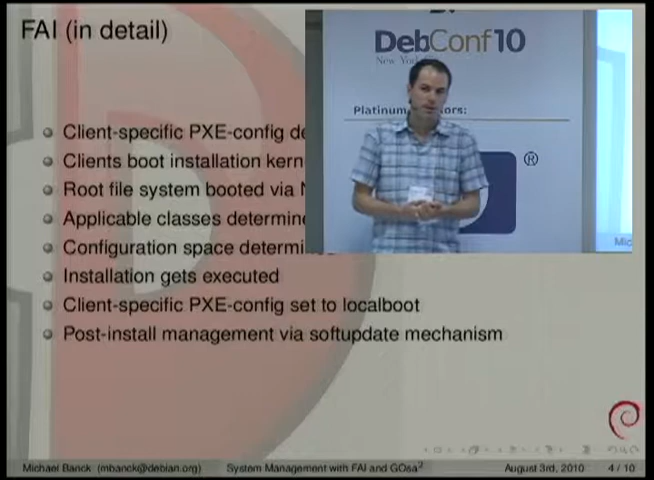 FAI (in detail)
DebConf10
New York
Platinum
ors:
®
Client-specific PXE-config de
Clients boot installation kern
Root file system booted via
Applicable classes determine
Configuration space determi
Installation gets executed
Client-specific PXE-config set to localboot
Post-install management via softupdate mechanism
Mic
Michael Banck (mbanck@debian.org) System Management with FAI and GOsa² August 3rd, 2010 4 / 10